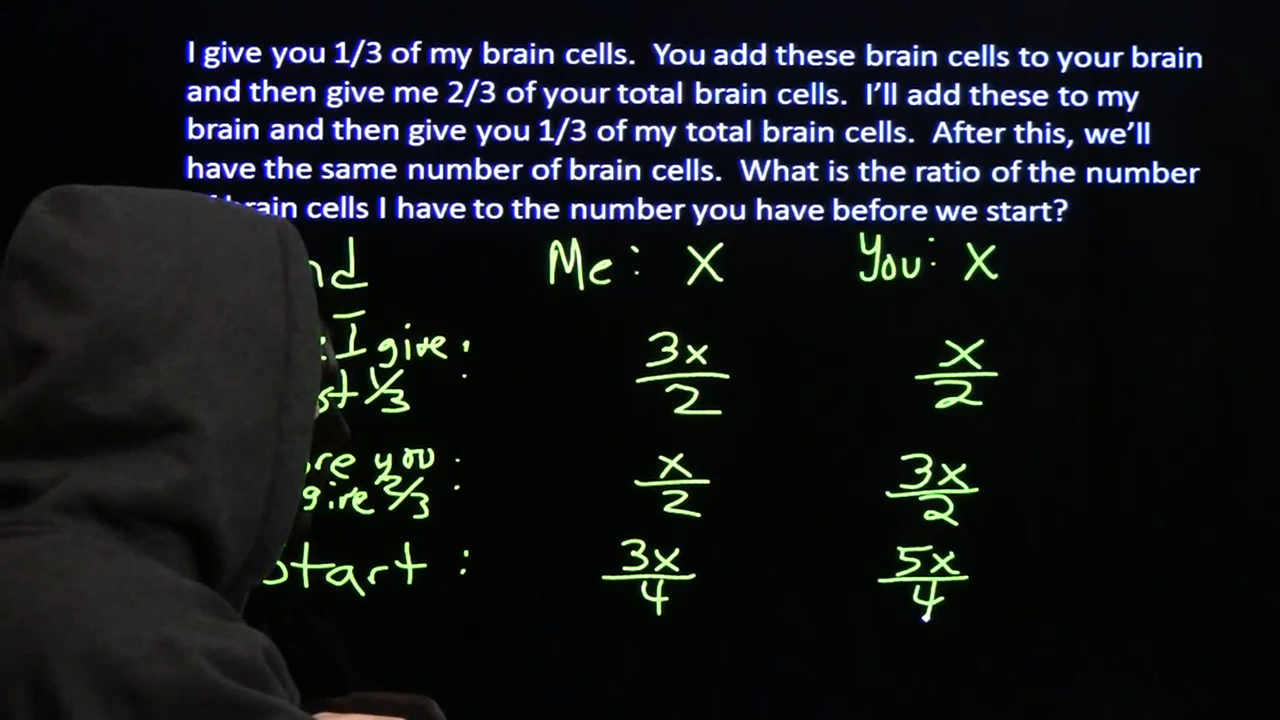 I give you 1/3 of my brain cells. You add these brain cells to your brain
and then give me 2/3 of your total brain cells. I'll add these to my
brain and then give you 1/3 of my total brain cells. After this, we'll
have the same number of brain cells. What is the ratio of the number
brain cells I have to the number you have before we start?
Me: X You: X
I give: 3x/2 x/2
1/3
you : x/2 3x/2
give 2/3
Start : 3x/4 5x/4